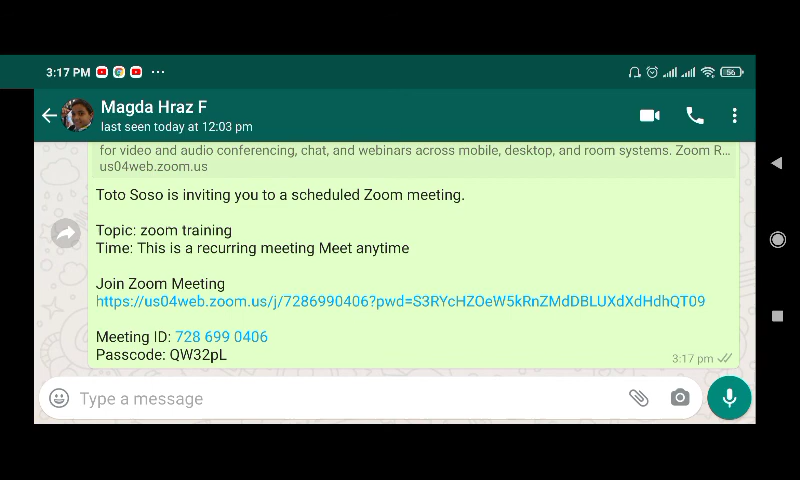 3:17 PM
56
Magda Hraz F
last seen today at 12:03 pm
for video and audio conferencing, chat, and webinars across mobile, desktop, and room systems. Zoom R...
us04web.zoom.us
Toto Soso is inviting you to a scheduled Zoom meeting.
Topic: zoom training
Time: This is a recurring meeting Meet anytime
Join Zoom Meeting
https://us04web.zoom.us/j/7286990406?pwd=S3RYcHZOeW5kRnZMdDBLUXdXdHdhQT09
Meeting ID: 728 699 0406
Passcode: QW32pL
3:17 pm
Type a message